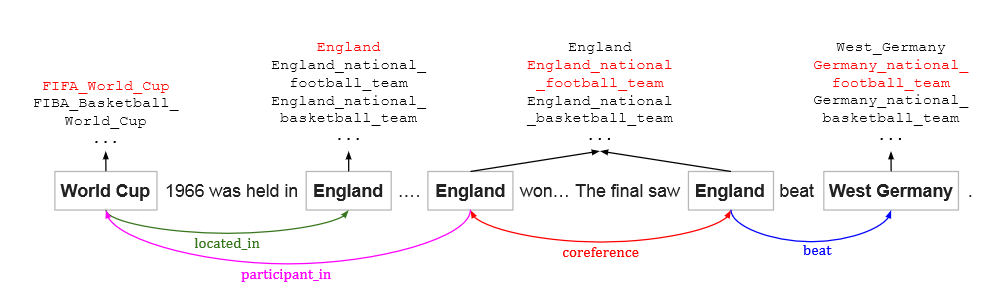 FIFA_World_Cup
FIBA_Basketball_
World_Cup
...
England
England_national_
football_team
England_national_
basketball_team
...
England
England_national
_football_team
England_national
_basketball_team
...
West_Germany
Germany_national_
football_team
Germany_national_
basketball_team
...
World Cup 1966 was held in England .... England won... The final saw England beat West Germany .
located_in
participant_in
coreference
beat